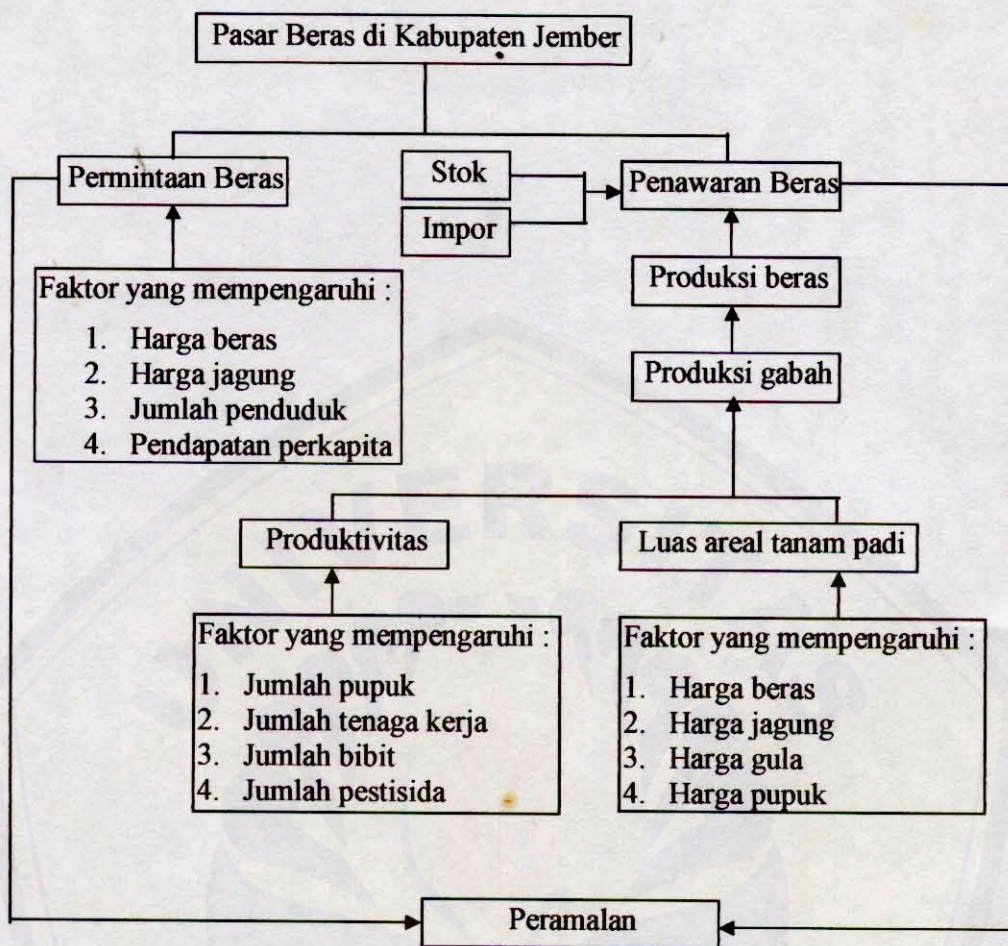 Pasar Beras di Kabupaten Jember
Permintaan Beras
Stok
Impor
Penawaran Beras
Faktor yang mempengaruhi :
1. Harga beras
2. Harga jagung
3. Jumlah penduduk
4. Pendapatan perkapita
Produksi beras
Produksi gabah
Produktivitas
Luas areal tanam padi
Faktor yang mempengaruhi :
1. Jumlah pupuk
2. Jumlah tenaga kerja
3. Jumlah bibit
4. Jumlah pestisida
Faktor yang mempengaruhi :
1. Harga beras
2. Harga jagung
3. Harga gula
4. Harga pupuk
Peramalan